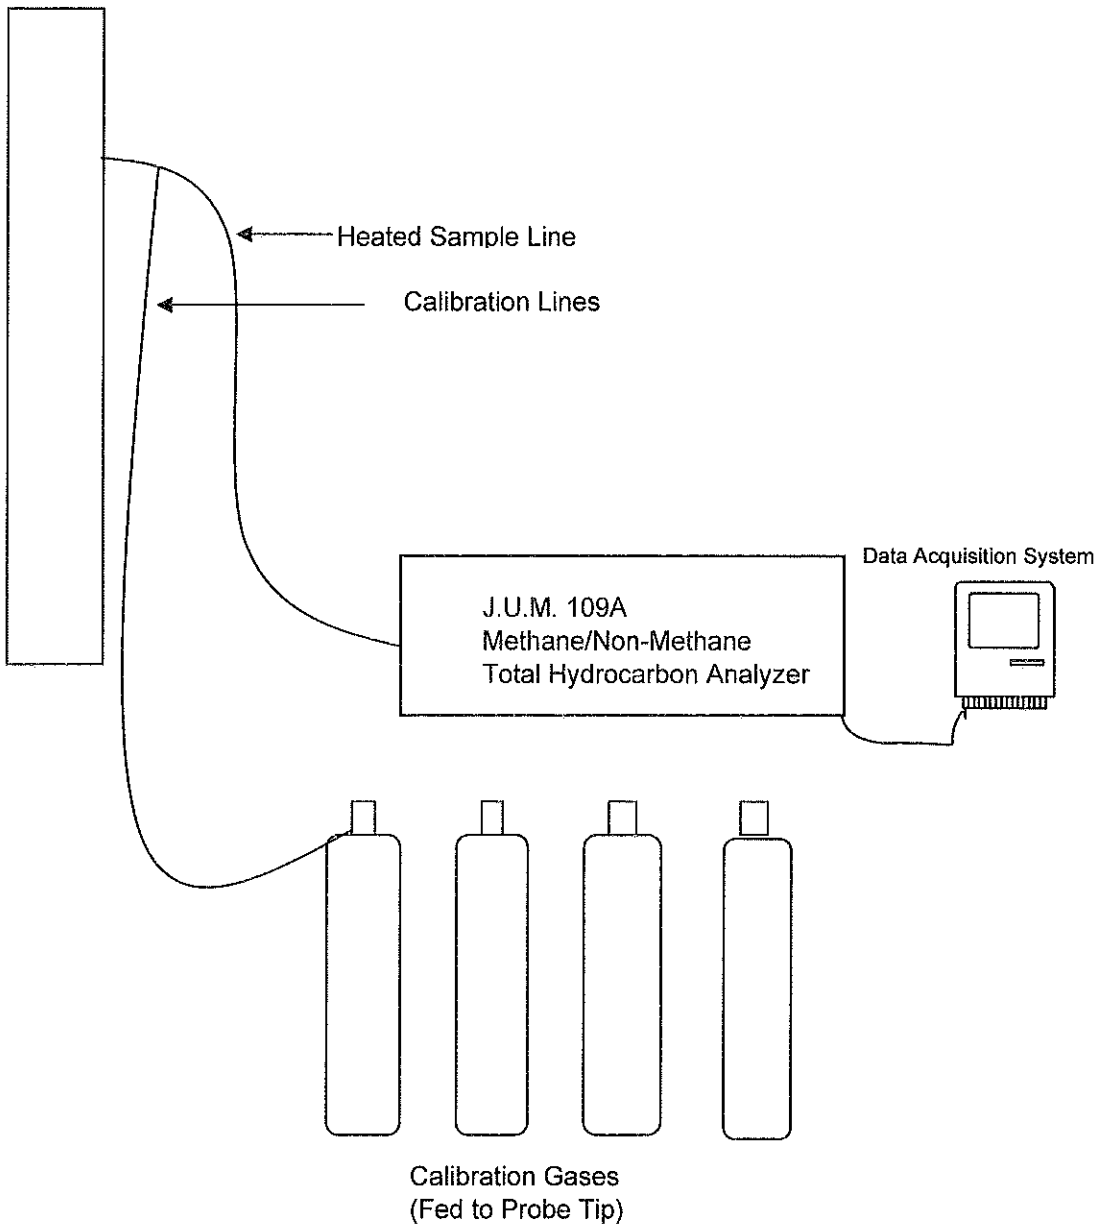 Heated Sample Line
Calibration Lines
Data Acquisition System
J.U.M. 109A
Methane/Non-Methane
Total Hydrocarbon Analyzer
Calibration Gases
(Fed to Probe Tip)